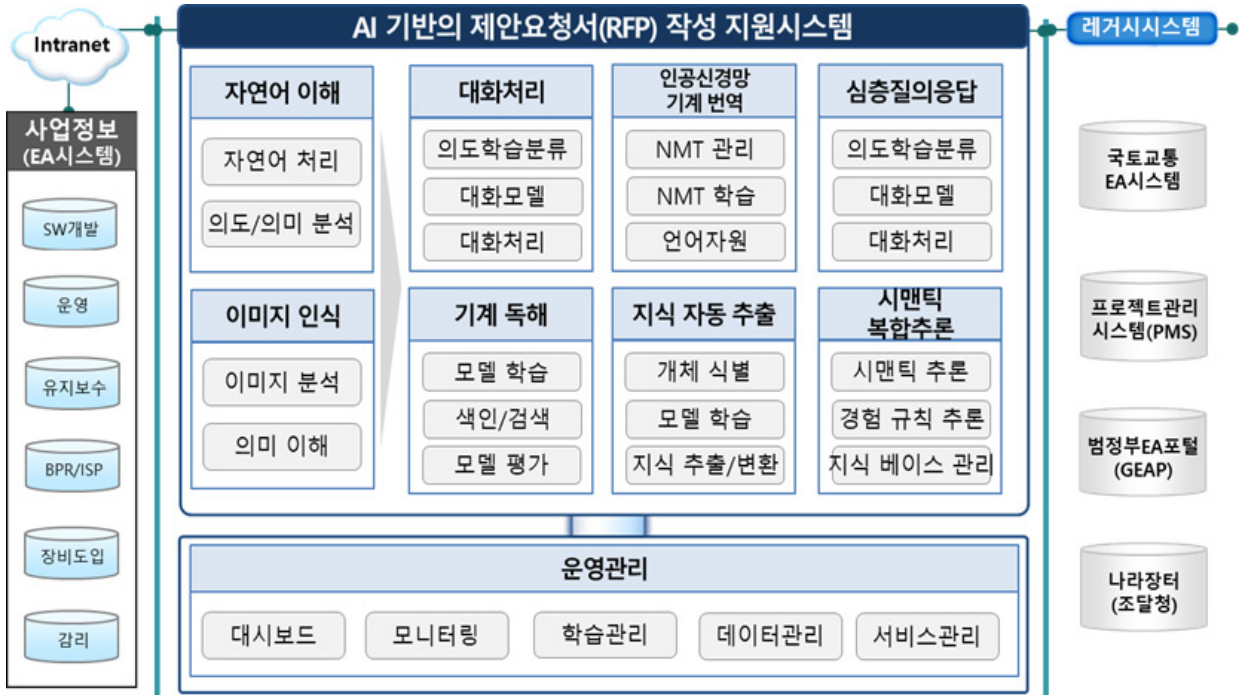 Intranet
사업정보
(EA시스템)
SW개발
운영
유지보수
BPR/ISP
장비도입
감리
AI 기반의 제안요청서(RFP) 작성 지원시스템
자연어 이해
자연어 처리
의도/의미 분석
대화처리
의도학습분류
대화모델
대화처리
인공신경망
기계 번역
NMT 관리
NMT 학습
언어자원
심층질의응답
의도학습분류
대화모델
대화처리
이미지 인식
이미지 분석
의미 이해
기계 독해
모델 학습
색인/검색
모델 평가
지식 자동 추출
개체 식별
모델 학습
지식 추출/변환
시맨틱
복합추론
시맨틱 추론
경험 규칙 추론
지식 베이스 관리
운영관리
대시보드
모니터링
학습관리
데이터관리
서비스관리
레거시시스템
국토교통
EA시스템
프로젝트관리
시스템(PMS)
범정부EA포털
(GEAP)
나라장터
(조달청)